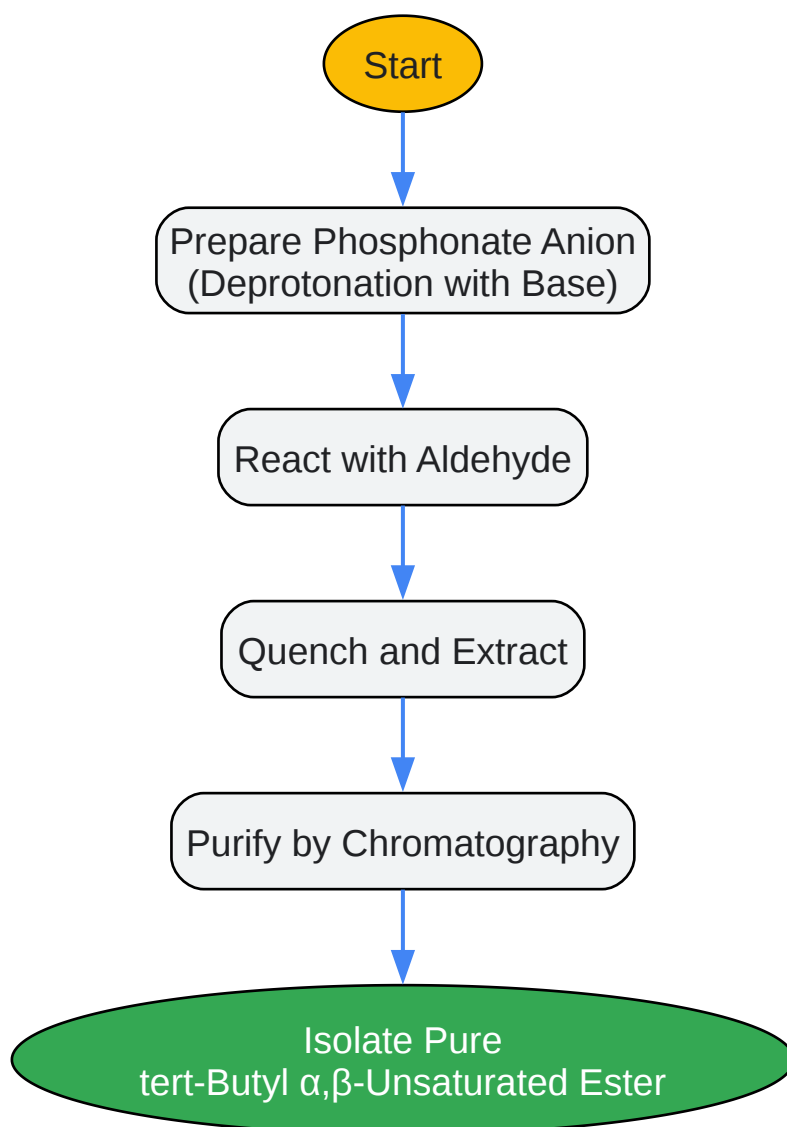 Start
Prepare Phosphonate Anion
(Deprotonation with Base)
React with Aldehyde
Quench and Extract
Purify by Chromatography
Isolate Pure
tert-Butyl α,β-Unsaturated Ester